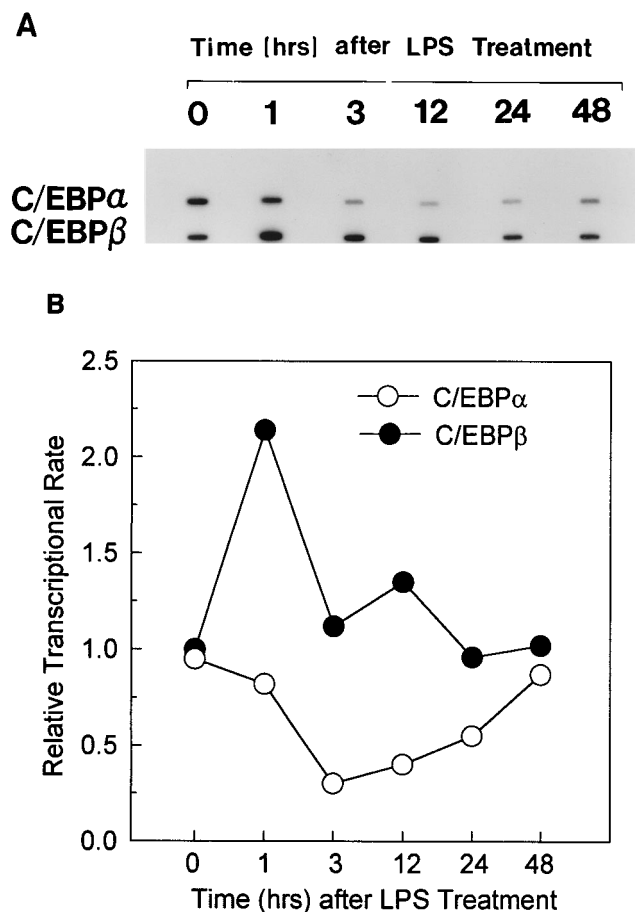 A
Time (hrs) after LPS Treatment
0 1 3 12 24 48
C/EBPα
C/EBPβ
B
2.5
2.0
1.5
1.0
0.5
0.0
Relative Transcriptional Rate
C/EBPα
C/EBPβ
0 1 3 12 24 48
Time (hrs) after LPS Treatment